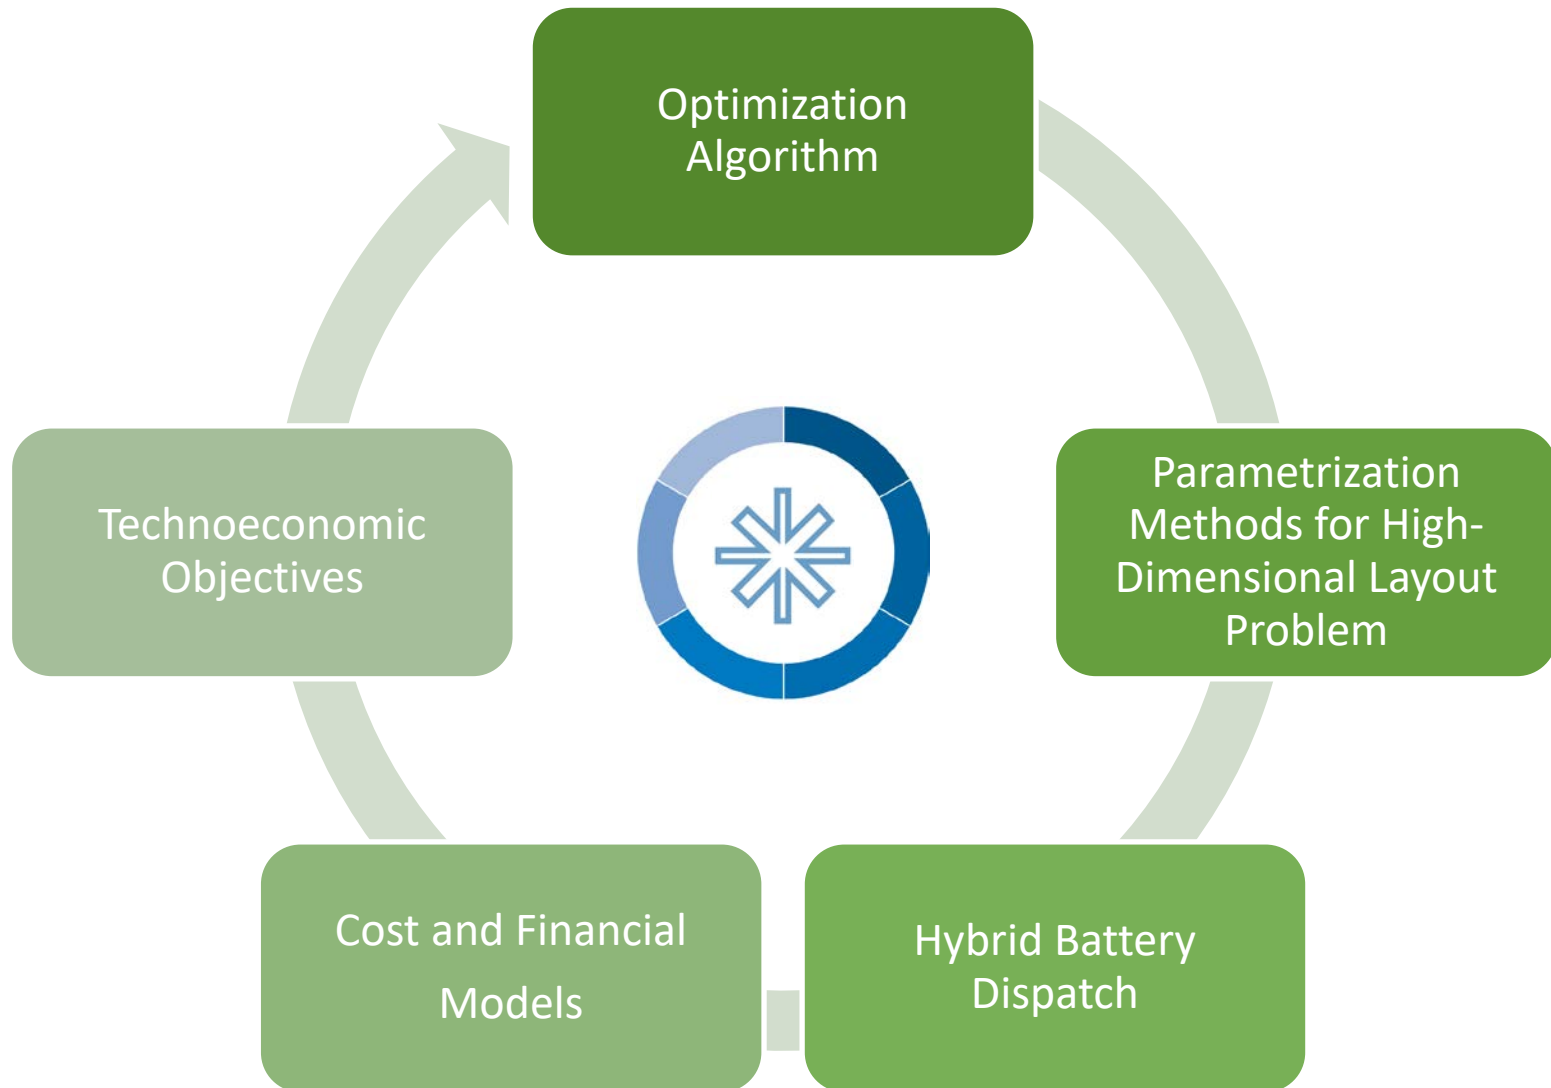 Optimization
Algorithm
Parametrization
Methods for High-
Dimensional Layout
Problem
Hybrid Battery
Dispatch
Cost and Financial
Models
Technoeconomic
Objectives